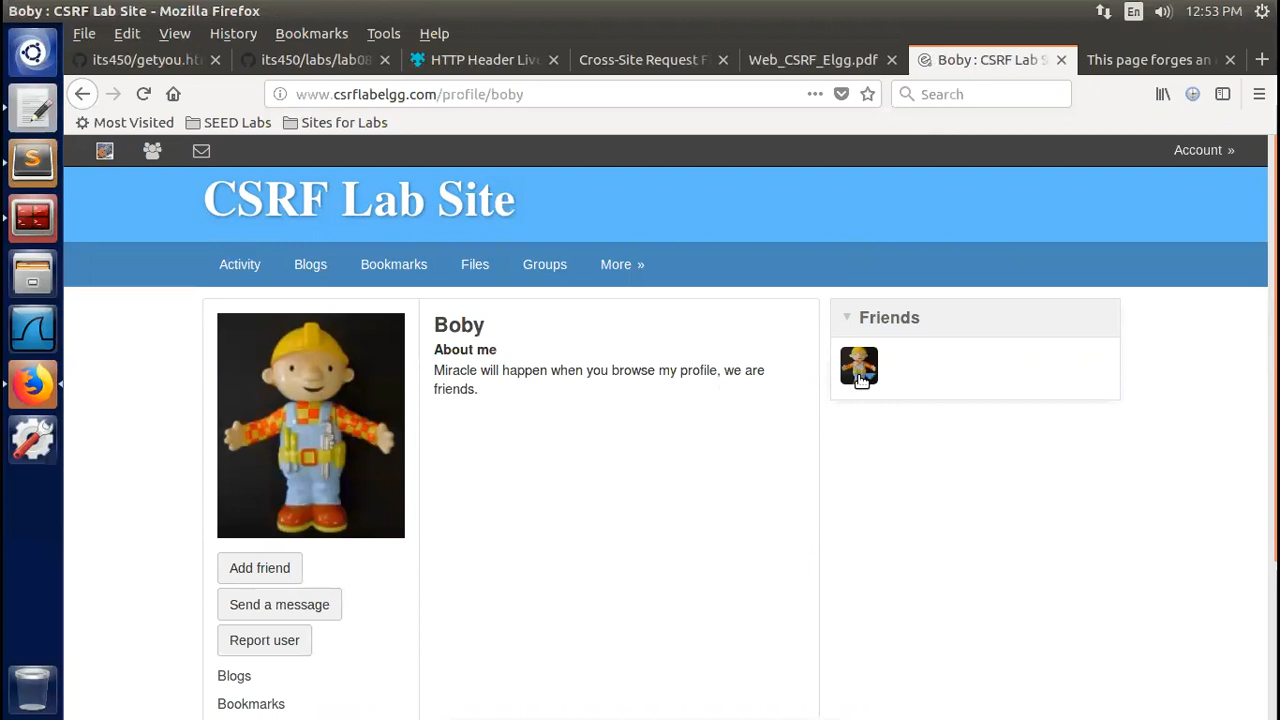 Boby : CSRF Lab Site - Mozilla Firefox
En 12:53 PM
File Edit View History Bookmarks Tools Help
its450/getyou.ht its450/labs/lab08 HTTP Header Liv Cross-Site Request F Web_CSRF_Elgg.pdf Boby : CSRF Lab S This page forges an
www.csrflabelgg.com/profile/boby
Search
Most Visited SEED Labs Sites for Labs
Account »
CSRF Lab Site
Activity Blogs Bookmarks Files Groups More »
Boby
About me
Miracle will happen when you browse my profile, we are
friends.
Friends
Add friend
Send a message
Report user
Blogs
Bookmarks